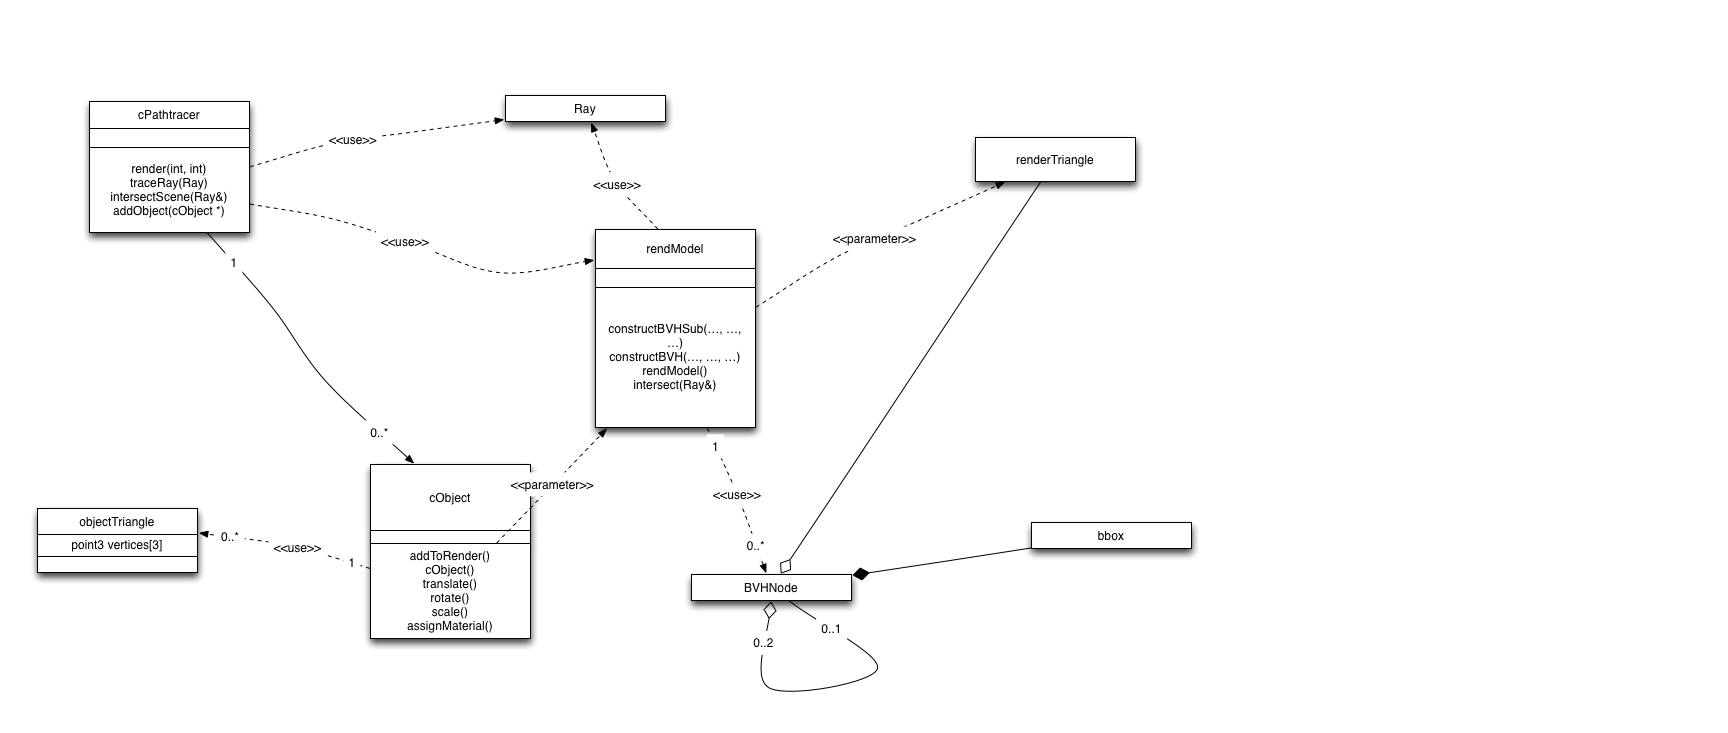 cPathtracer
render(int, int)
traceRay(Ray)
intersectScene(Ray&)
addObject(cObject *)
<<use>>
Ray
<<use>>
<<use>>
rendModel
constructBVHSub(…, …,
…)
constructBVH(…, …, …)
rendModel()
intersect(Ray&)
<<parameter>>
renderTriangle
1
0..*
cObject
addToRender()
cObject()
translate()
rotate()
scale()
assignMaterial()
<<parameter>>
objectTriangle
point3 vertices[3]
0..*
<<use>>
1
1
<<use>>
0..*
BVHNode
0..2
0..1
bbox